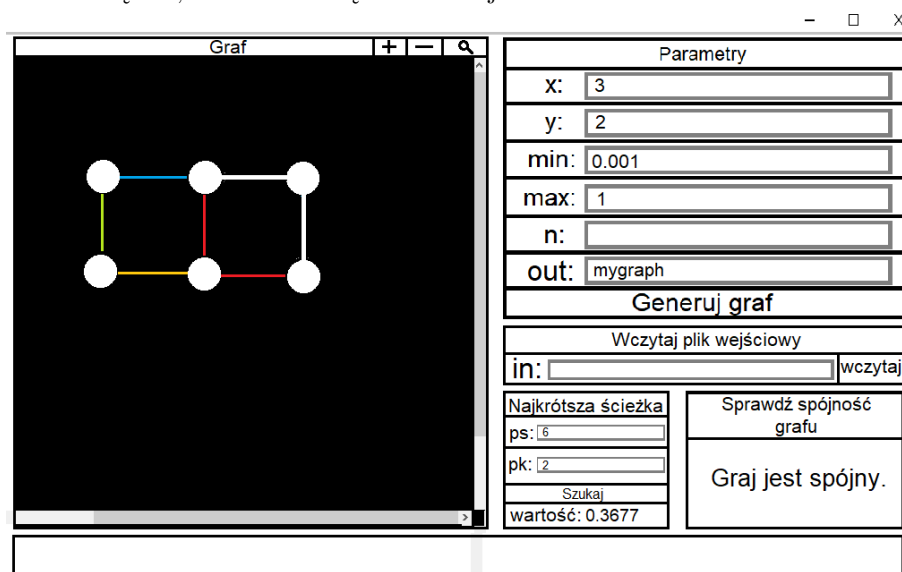 Graf
Parametry
x: 3
y: 2
min: 0.001
max: 1
n:
out: mygraph
Generuj graf
Wczytaj plik wejściowy
in: wczytaj
Najkrótsza ścieżka
ps: 6
pk: 2
Szukaj
wartość: 0.3677
Sprawdź spójność
grafu
Graj jest spójny.